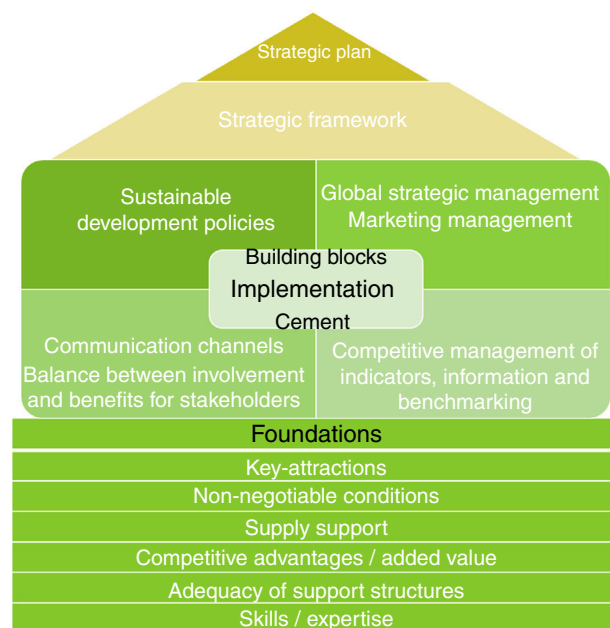 Strategic plan
Strategic framework
Sustainable
development policies
Global strategic management
Marketing management
Building blocks
Implementation
Cement
Communication channels
Balance between involvement
and benefits for stakeholders
Competitive management of
indicators, information and
benchmarking
Foundations
Key-attractions
Non-negotiable conditions
Supply support
Competitive advantages / added value
Adequacy of support structures
Skills / expertise